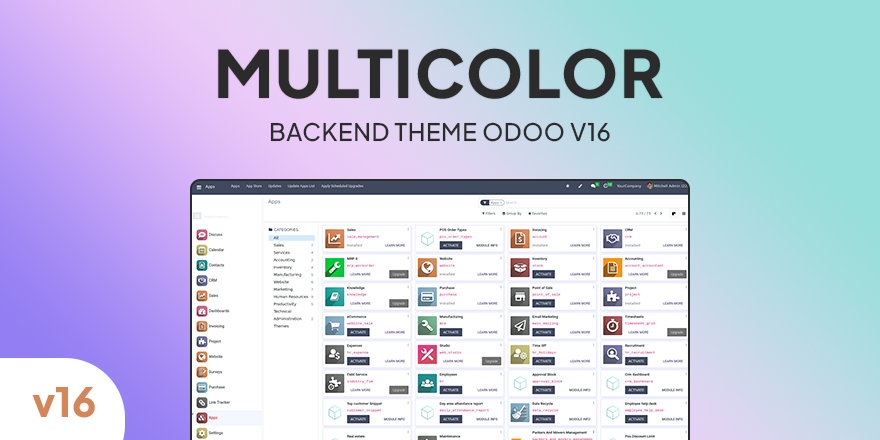 MULTICOLOR
BACKEND THEME ODOO V16
Apps
Apps App Store Updates Update Apps List Apply Scheduled Upgrades
YourCompany Mitchell Admin
Apps
Filters Group By Favorites
Discuss
Calendar
Contacts
CRM
Sales
Dashboards
Invoicing
Project
Website
Surveys
Purchase
Link Tracker
Apps
Settings
CATEGORIES
All
Sales
Services
Accounting
Inventory
Manufacturing
Website
Marketing
Human Resources
Productivity
Technical
Administration
Themes
Sales
sale_management
Installed LEARN MORE
POS Order Types
pos_order_types
ACTIVATE MODULE INFO
Invoicing
account
Installed LEARN MORE
CRM
crm
Installed LEARN MORE
MRP II
mrp_workorder
LEARN MORE Upgrade
Website
website
Installed LEARN MORE
Inventory
stock
ACTIVATE LEARN MORE
Accounting
account_accountant
LEARN MORE Upgrade
Knowledge
knowledge
LEARN MORE Upgrade
Purchase
purchase
Installed LEARN MORE
Point of Sale
point_of_sale
ACTIVATE LEARN MORE
Project
project
Installed LEARN MORE
eCommerce
website_sale
ACTIVATE LEARN MORE
Manufacturing
mrp
ACTIVATE LEARN MORE
Email Marketing
mass_mailing
ACTIVATE LEARN MORE
Timesheets
timesheet_grid
LEARN MORE Upgrade
Expenses
hr_expense
ACTIVATE LEARN MORE
Studio
web_studio
LEARN MORE Upgrade
Time Off
hr_holidays
ACTIVATE LEARN MORE
Recruitment
hr_recruitment
ACTIVATE LEARN MORE
Field Service
industry_fsm
LEARN MORE Upgrade
Employees
hr
ACTIVATE LEARN MORE
Approval Block
approval_block
ACTIVATE MODULE INFO
CRM Dashboard
crm_dashboard
ACTIVATE MODULE INFO
Top customer Snippet
customer_snippet
ACTIVATE MODULE INFO
Day wise attendance report
daily_attendance_report
ACTIVATE MODULE INFO
Data Recycle
data_recycle
ACTIVATE LEARN MORE
Employee help desk
employee_help_desk
ACTIVATE MODULE INFO
Real estate
Maintenance
Packers And Movers Management
Pos Discount Limit
v16